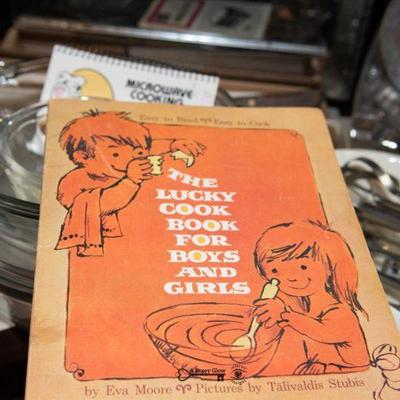 MICROWAVE
COOKING
Easy to Read Easy to Cook
THE
LUCKY
COOK
BOOK
FOR
BOYS
AND
GIRLS
by Eva Moore Pictures by Tālivaldis Stubis